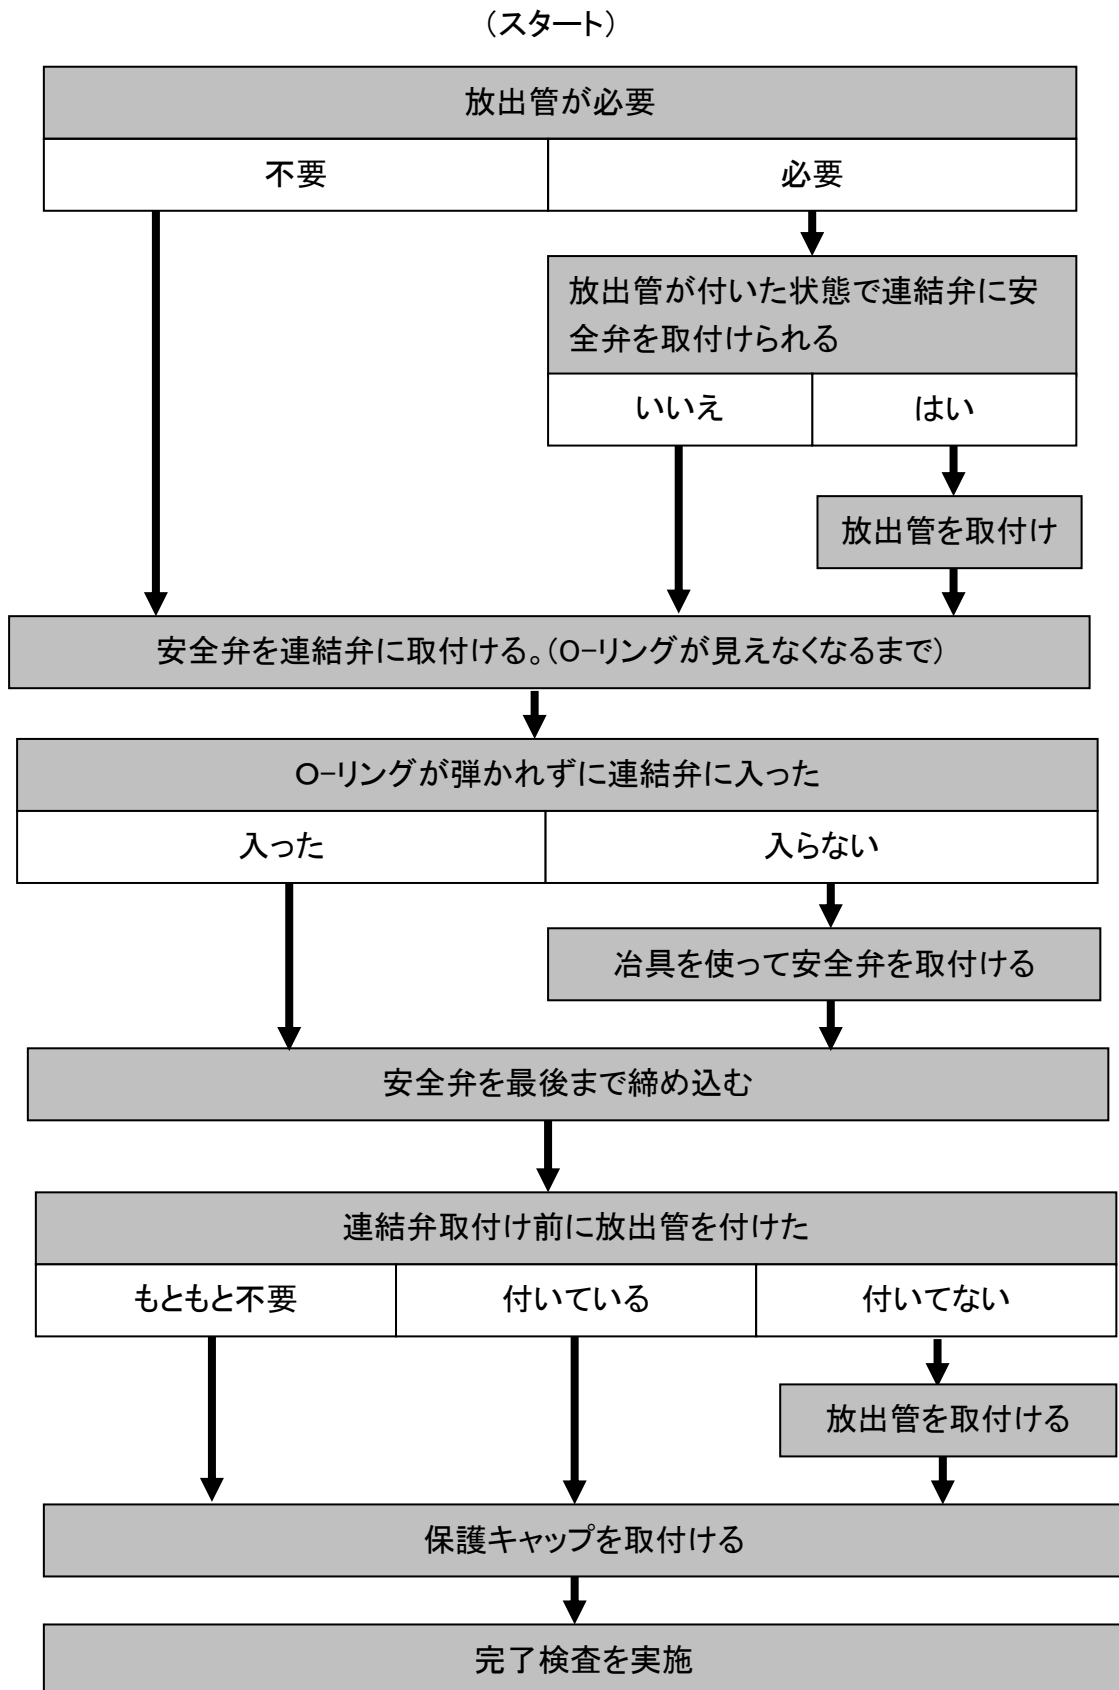 （スタート）
放出管が必要
不要
必要
放出管が付いた状態で連結弁に安
全弁を取付けられる
いいえ
はい
放出管を取付け
安全弁を連結弁に取付ける。（O-リングが見えなくなるまで）
O-リングが弾かれずに連結弁に入った
入った
入らない
冶具を使って安全弁を取付ける
安全弁を最後まで締め込む
連結弁取付け前に放出管を付けた
もともと不要
付いている
付いてない
放出管を取付ける
保護キャップを取付ける
完了検査を実施